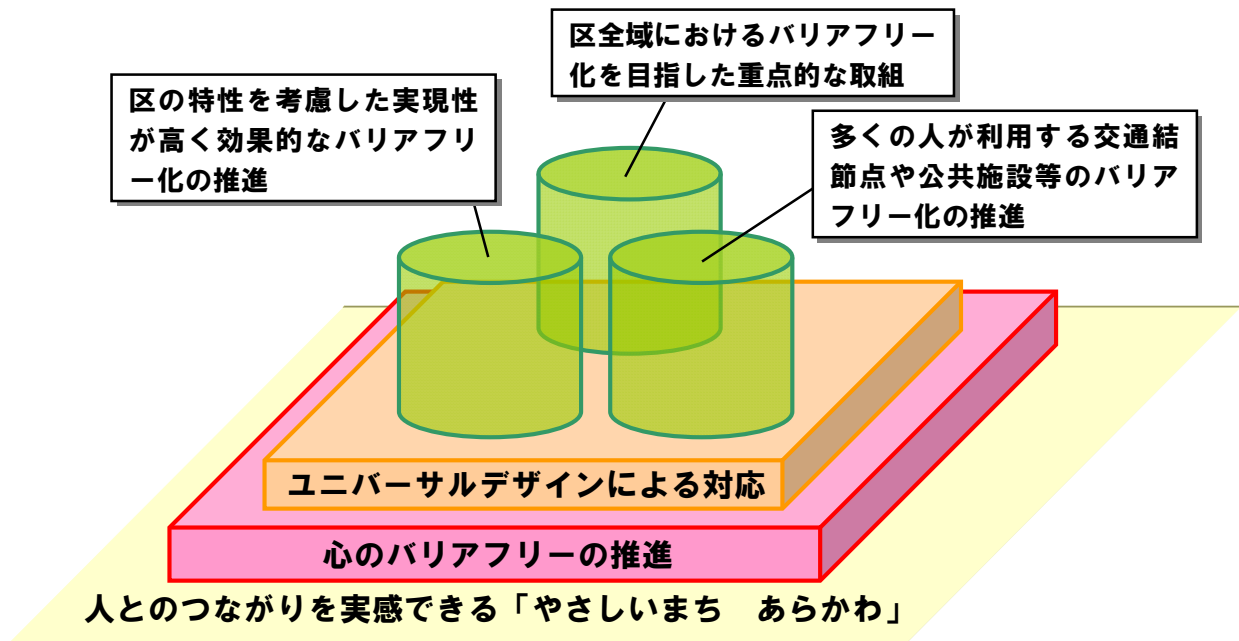 区全域におけるバリアフリー
化を目指した重点的な取組
区の特性を考慮した実現性
が高く効果的なバリアフリ
ー化の推進
多くの人が利用する交通結
節点や公共施設等のバリア
フリー化の推進
ユニバーサルデザインによる対応
心のバリアフリーの推進
人とのつながりを実感できる「やさしいまち　あらかわ」